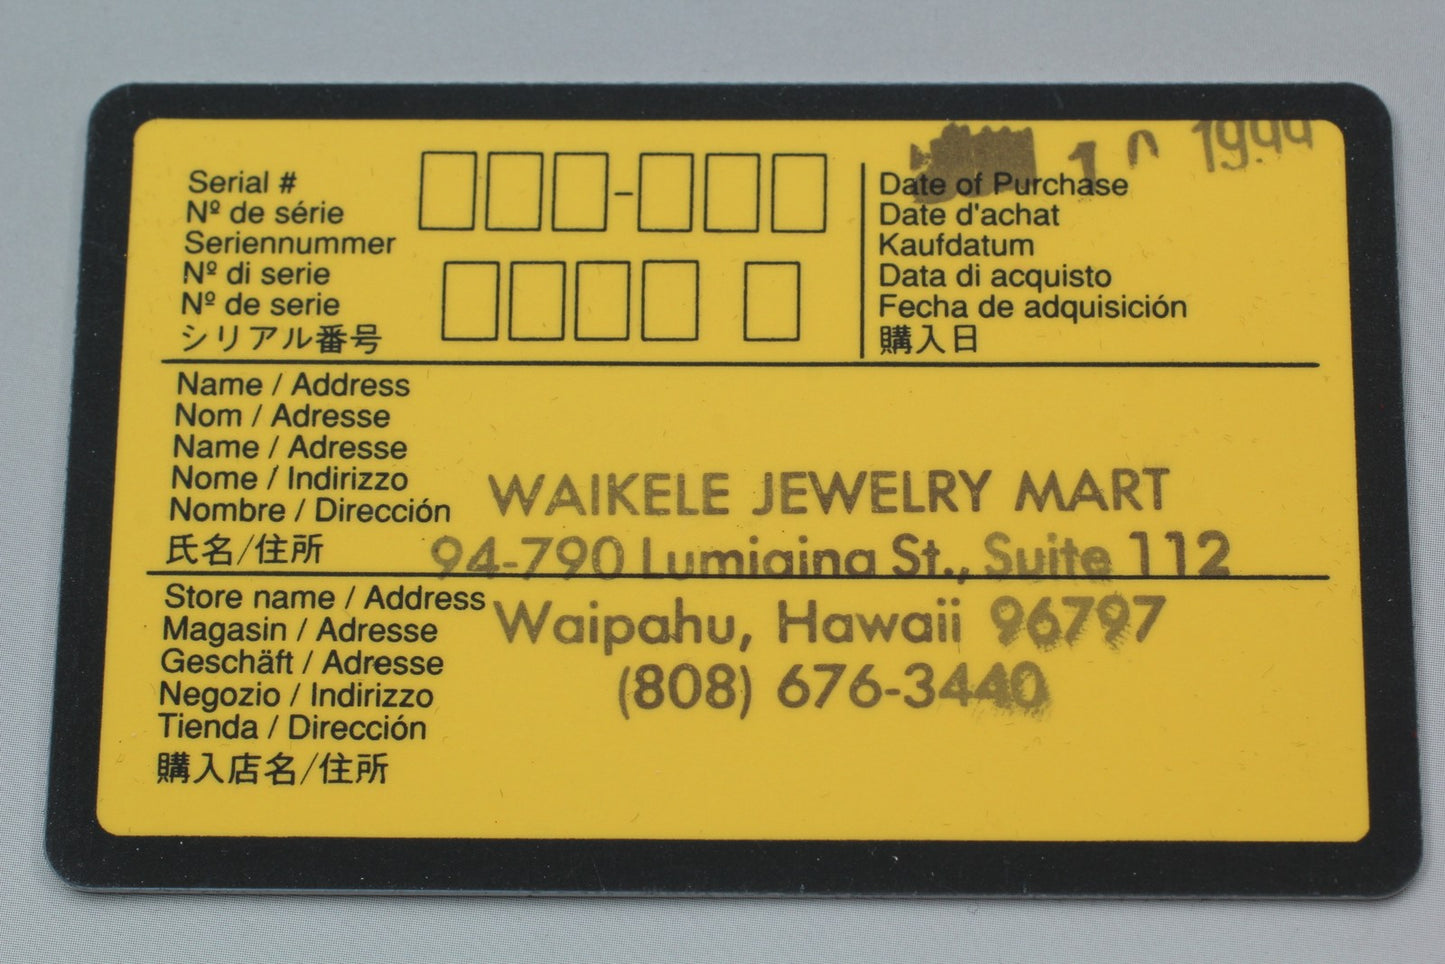 Serial #
Nº de série
Seriennummer
Nº di serie
Nº de serie
シリアル番号
10 1999
Date of Purchase
Date d'achat
Kaufdatum
Data di acquisto
Fecha de adquisición
購入日
Name / Address
Nom / Adresse
Name / Adresse
Nome / Indirizzo
Nombre / Dirección
氏名/住所
WAIKELE JEWELRY MART
94-790 Lumiaina St., Suite 112
Waipahu, Hawaii 96797
(808) 676-3440
Store name / Address
Magasin / Adresse
Geschäft / Adresse
Negozio / Indirizzo
Tienda / Dirección
購入店名/住所